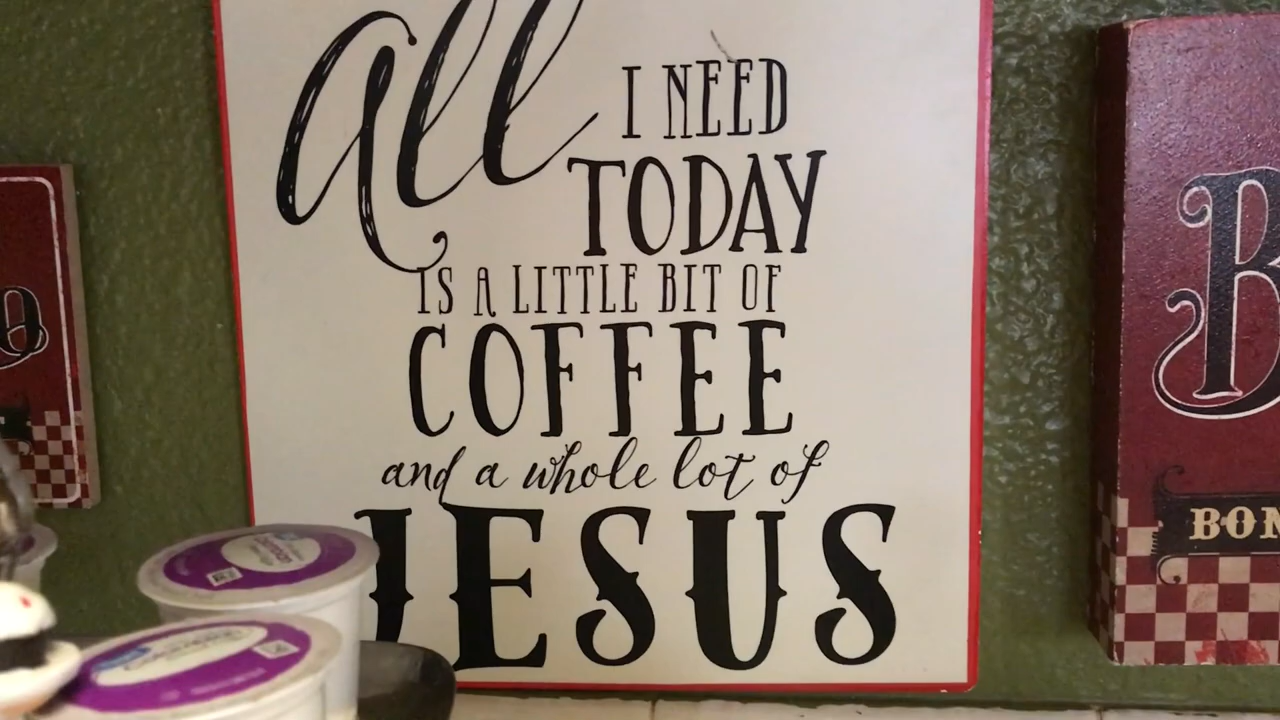 all
I NEED
TODAY
IS A LITTLE BIT OF
COFFEE
and a whole lot of
JESUS